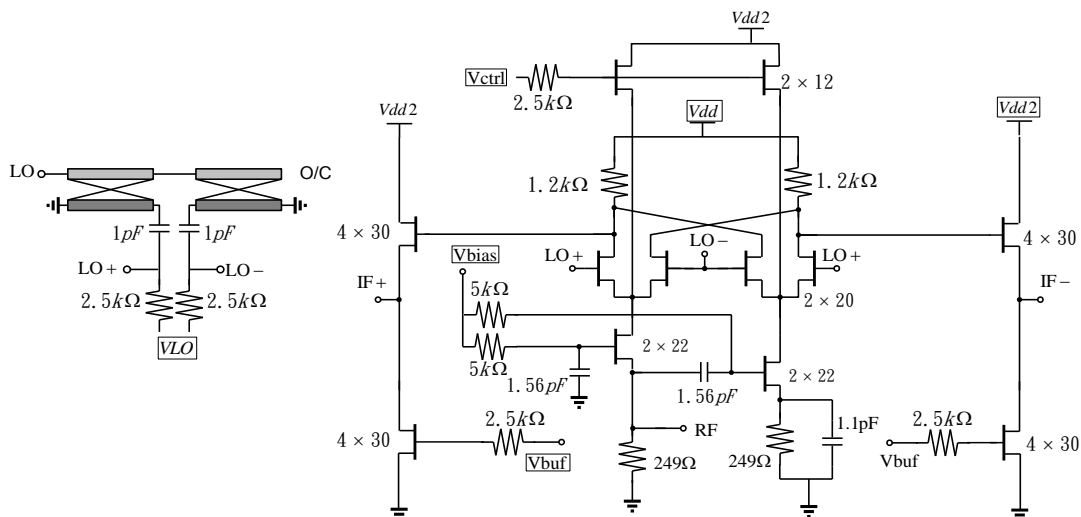 Vdd2
Vctrl
2.5kΩ
2 × 12
Vdd2
Vdd
Vdd2
LO
O/C
1.2kΩ
1.2kΩ
1pF
1pF
4 × 30
LO−
4 × 30
Vbias
LO+
LO+
LO+
LO−
IF+
5kΩ
2 × 20
IF−
2.5kΩ
2.5kΩ
VLO
5kΩ
2 × 22
1.56pF
1.56pF
2 × 22
2.5kΩ
1.1pF
2.5kΩ
4 × 30
RF
4 × 30
Vbuf
249Ω
249Ω
Vbuf